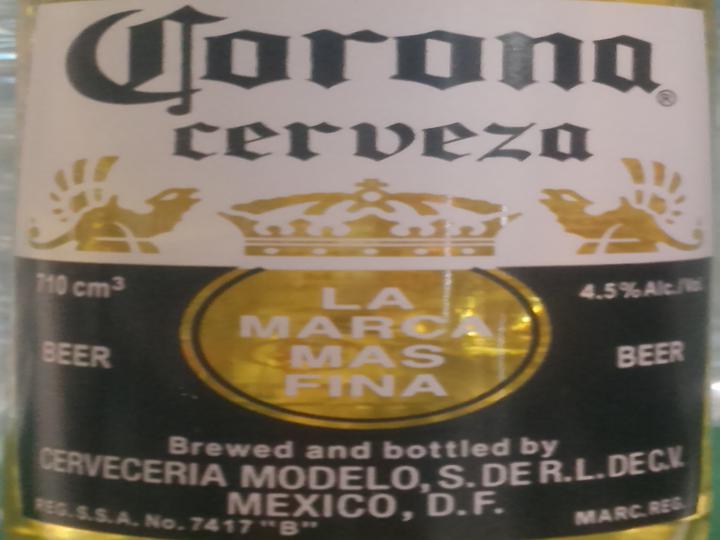 Corona®
cerveza
710 cm³
4.5% Alc./Vol
LA
MARCA
MAS
FINA
BEER
BEER
Brewed and bottled by
CERVECERIA MODELO, S. DE R.L. DE C.V.
MEXICO, D.F.
REG. S.S.A. No. 7417 "B"
MARC. REG.